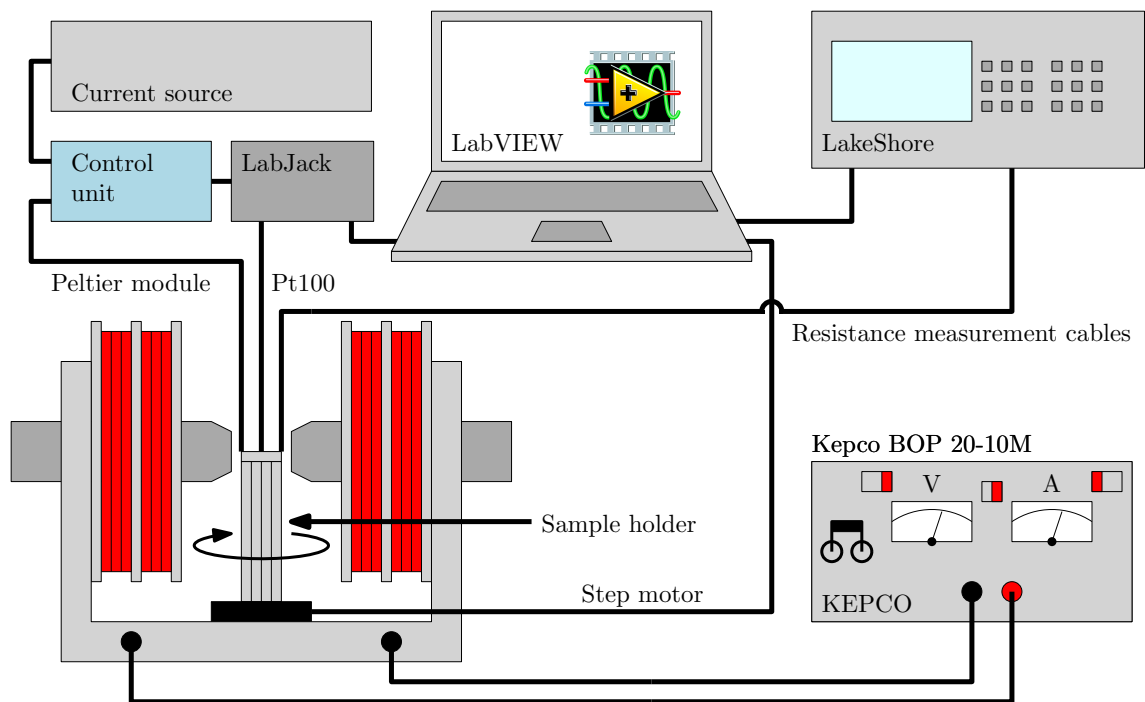 Current source
LabVIEW
LakeShore
Control
unit
LabJack
Peltier module
Pt100
Resistance measurement cables
Kepco BOP 20-10M
V
A
Sample holder
Step motor
KEPCO